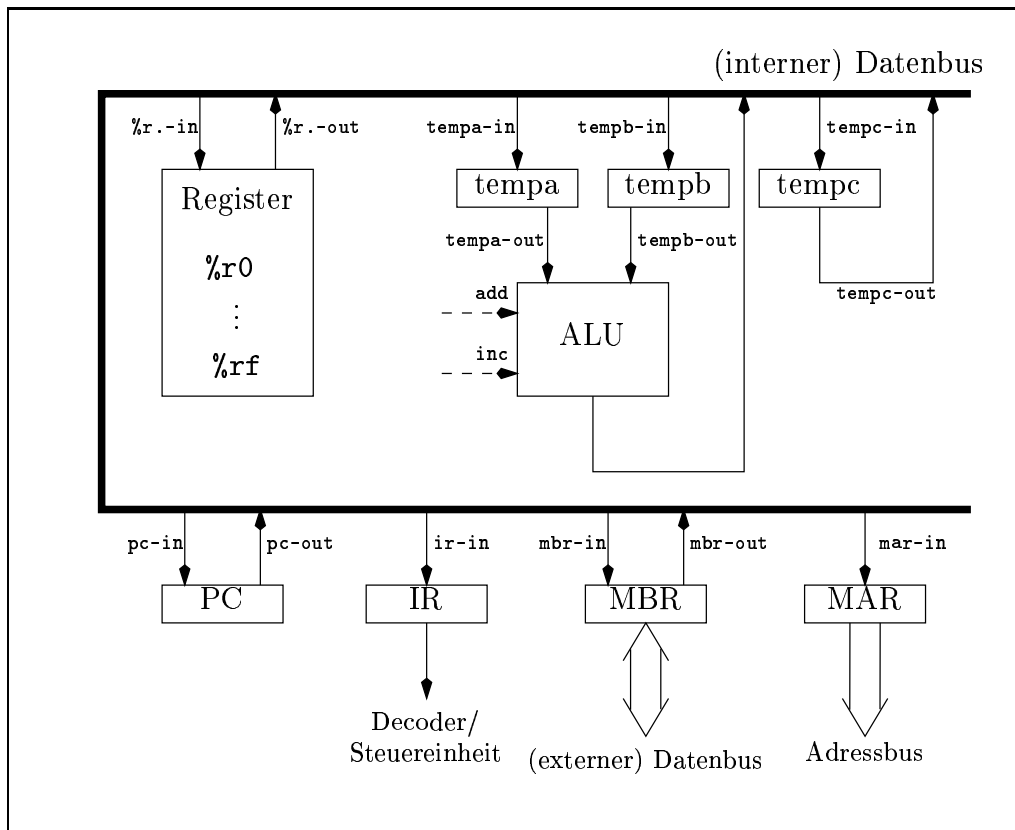 (interner) Datenbus
%r.-in
%r.-out
tempa-in
tempb-in
tempc-in
Register
tempa
tempb
tempc
tempa-out
tempb-out
%r0
⋮
%rf
add
inc
ALU
tempc-out
pc-in
pc-out
ir-in
mbr-in
mbr-out
mar-in
PC
IR
MBR
MAR
Decoder/
Steuereinheit
(externer) Datenbus
Adressbus